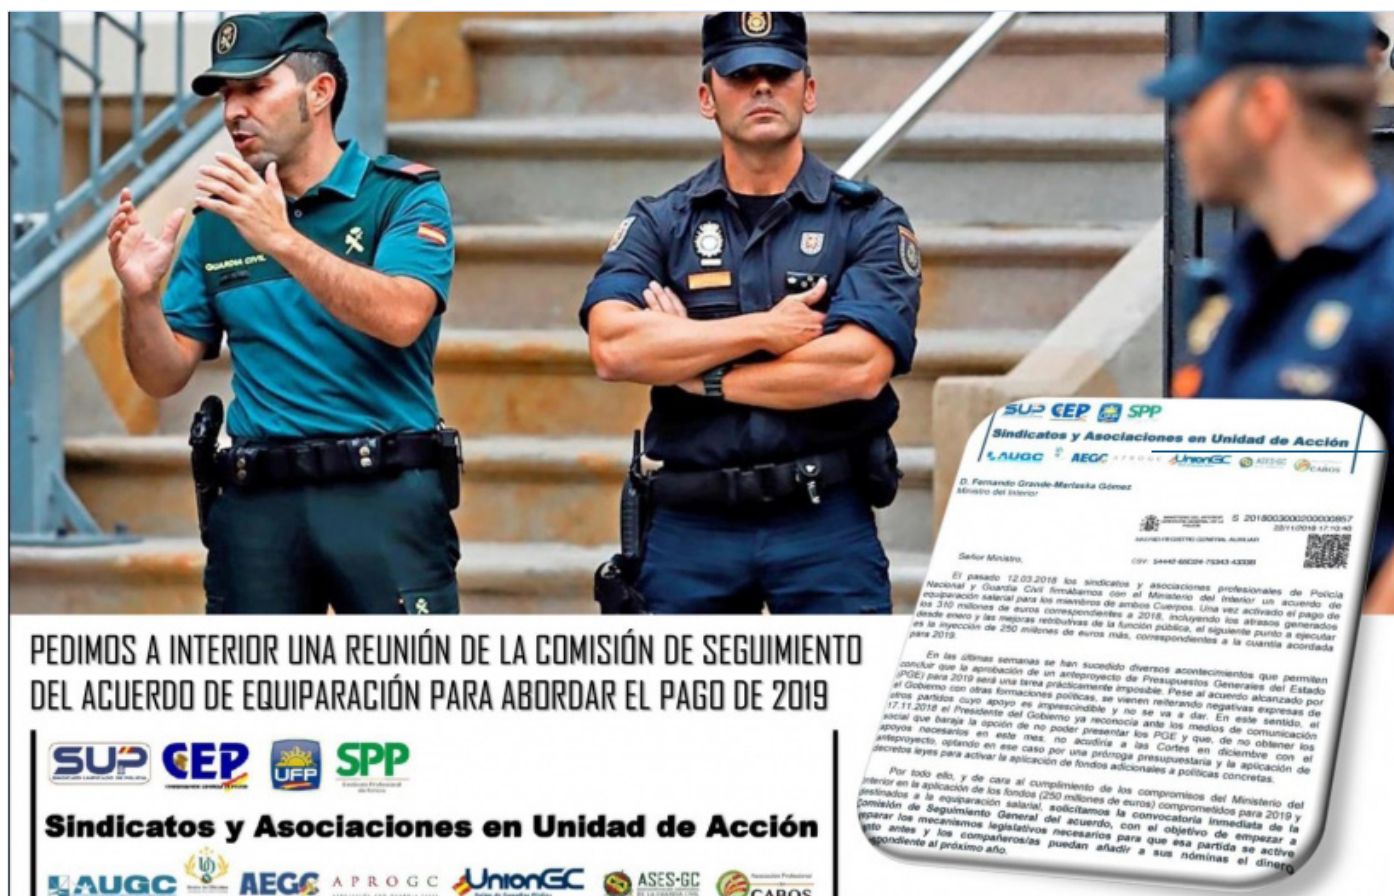 GUARDIA CIVIL
PEDIMOS A INTERIOR UNA REUNIÓN DE LA COMISIÓN DE SEGUIMIENTO
DEL ACUERDO DE EQUIPARACIÓN PARA ABORDAR EL PAGO DE 2019
SUP CEP UFP SPP
Sindicatos y Asociaciones en Unidad de Acción
AUGC UO AEGC APROGC UnionGC ASES-GC CABOS
SUP CEP UFP SPP
Sindicatos y Asociaciones en Unidad de Acción
AUGC AEGC APROGC UnionGC ASES-GC CABOS
D. Fernando Grande-Marlaska Gómez
Ministro del Interior
S 2018003000200000857
22/11/2018 17:10:40
Señor Ministro,
El pasado 12.03.2018 los sindicatos y asociaciones profesionales de Policía
Nacional y Guardia Civil firmábamos con el Ministerio del Interior un acuerdo de
equiparación salarial para los miembros de ambos Cuerpos. Una vez activado el pago de
los 310 millones de euros correspondientes a 2018, incluyendo los atrasos generados
desde enero y las mejoras retributivas de la función pública, el siguiente punto a ejecutar
es la inyección de 250 millones de euros más, correspondientes a la cuantía acordada
para 2019.
En las últimas semanas se han sucedido diversos acontecimientos que permiten
concluir que la aprobación de un anteproyecto de Presupuestos Generales del Estado
(PGE) para 2019 será una tarea prácticamente imposible. Pese al acuerdo alcanzado por
el Gobierno con otras formaciones políticas, se vienen reiterando negativas expresas de
otros partidos cuyo apoyo es imprescindible y no se va a dar. En este sentido, el
17.11.2018 el Presidente del Gobierno ya reconocía ante los medios de comunicación
social que baraja la opción de no poder presentar los PGE y que, de no obtener los
apoyos necesarios en este mes, no acudiría a las Cortes en diciembre con el
anteproyecto, optando en ese caso por una prórroga presupuestaria y la aplicación de
decretos leyes para activar la aplicación de fondos adicionales a políticas concretas.
Por todo ello, y de cara al cumplimiento de los compromisos del Ministerio del
Interior en la aplicación de los fondos (250 millones de euros) comprometidos para 2019 y
destinados a la equiparación salarial, solicitamos la convocatoria inmediata de la
Comisión de Seguimiento General del acuerdo, con el objetivo de empezar a
eparar los mecanismos legislativos necesarios para que esa partida se active
nto antes y los compañeros/as puedan añadir a sus nóminas el dinero
spondiente al próximo año.